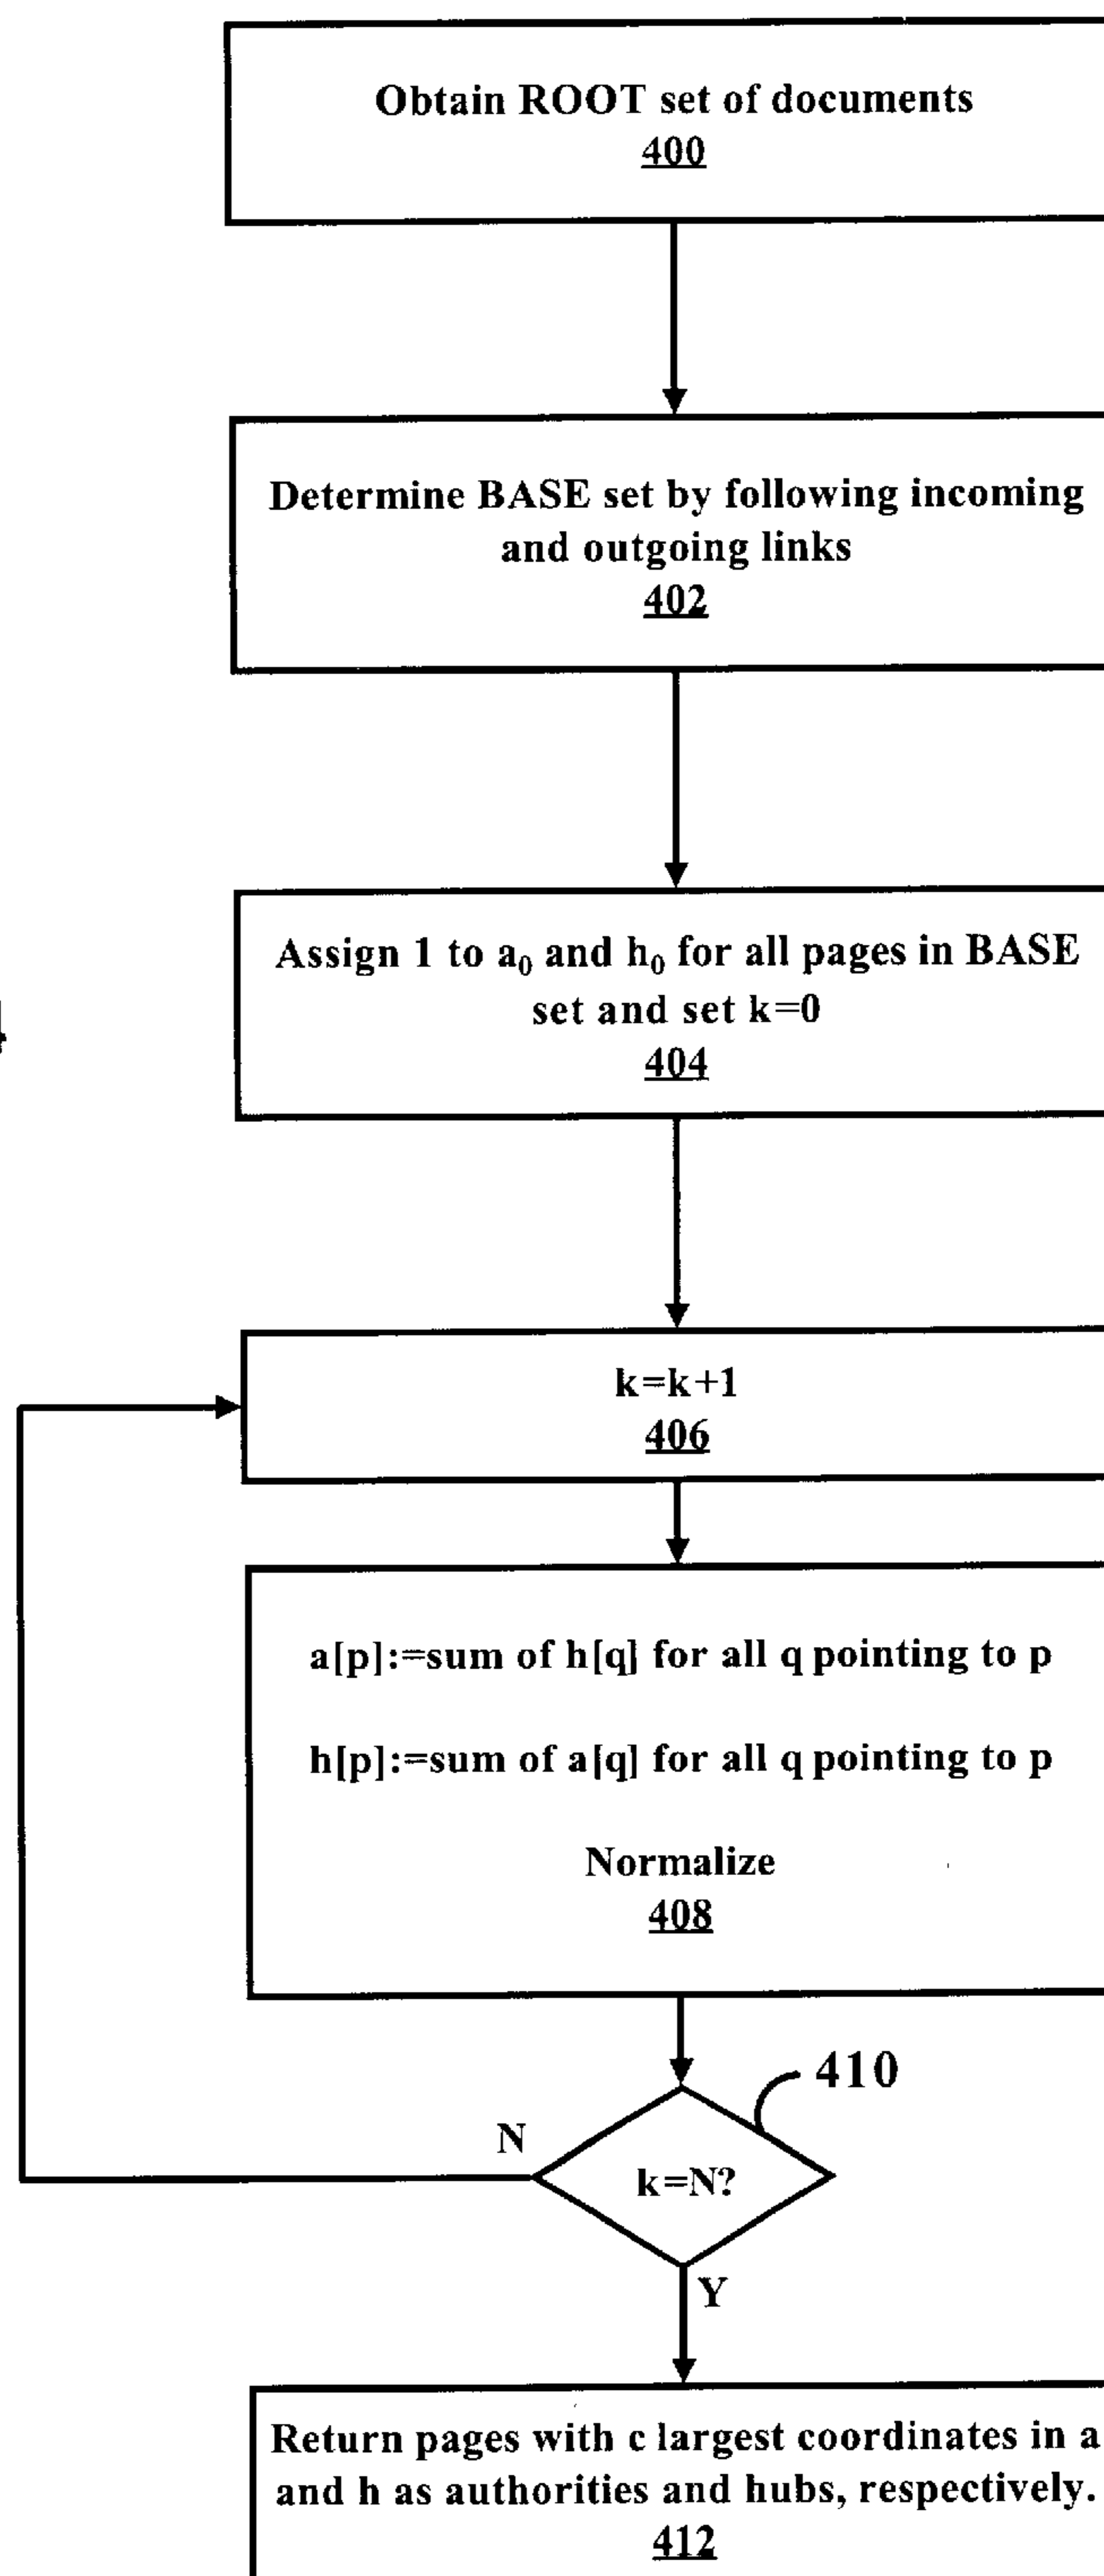 Obtain ROOT set of documents
400
Determine BASE set by following incoming
and outgoing links
402
Assign 1 to a₀ and h₀ for all pages in BASE
set and set k=0
404
k=k+1
406
a[p]:=sum of h[q] for all q pointing to p
h[p]:=sum of a[q] for all q pointing to p
Normalize
408
410
N
k=N?
Y
Return pages with c largest coordinates in a
and h as authorities and hubs, respectively.
412